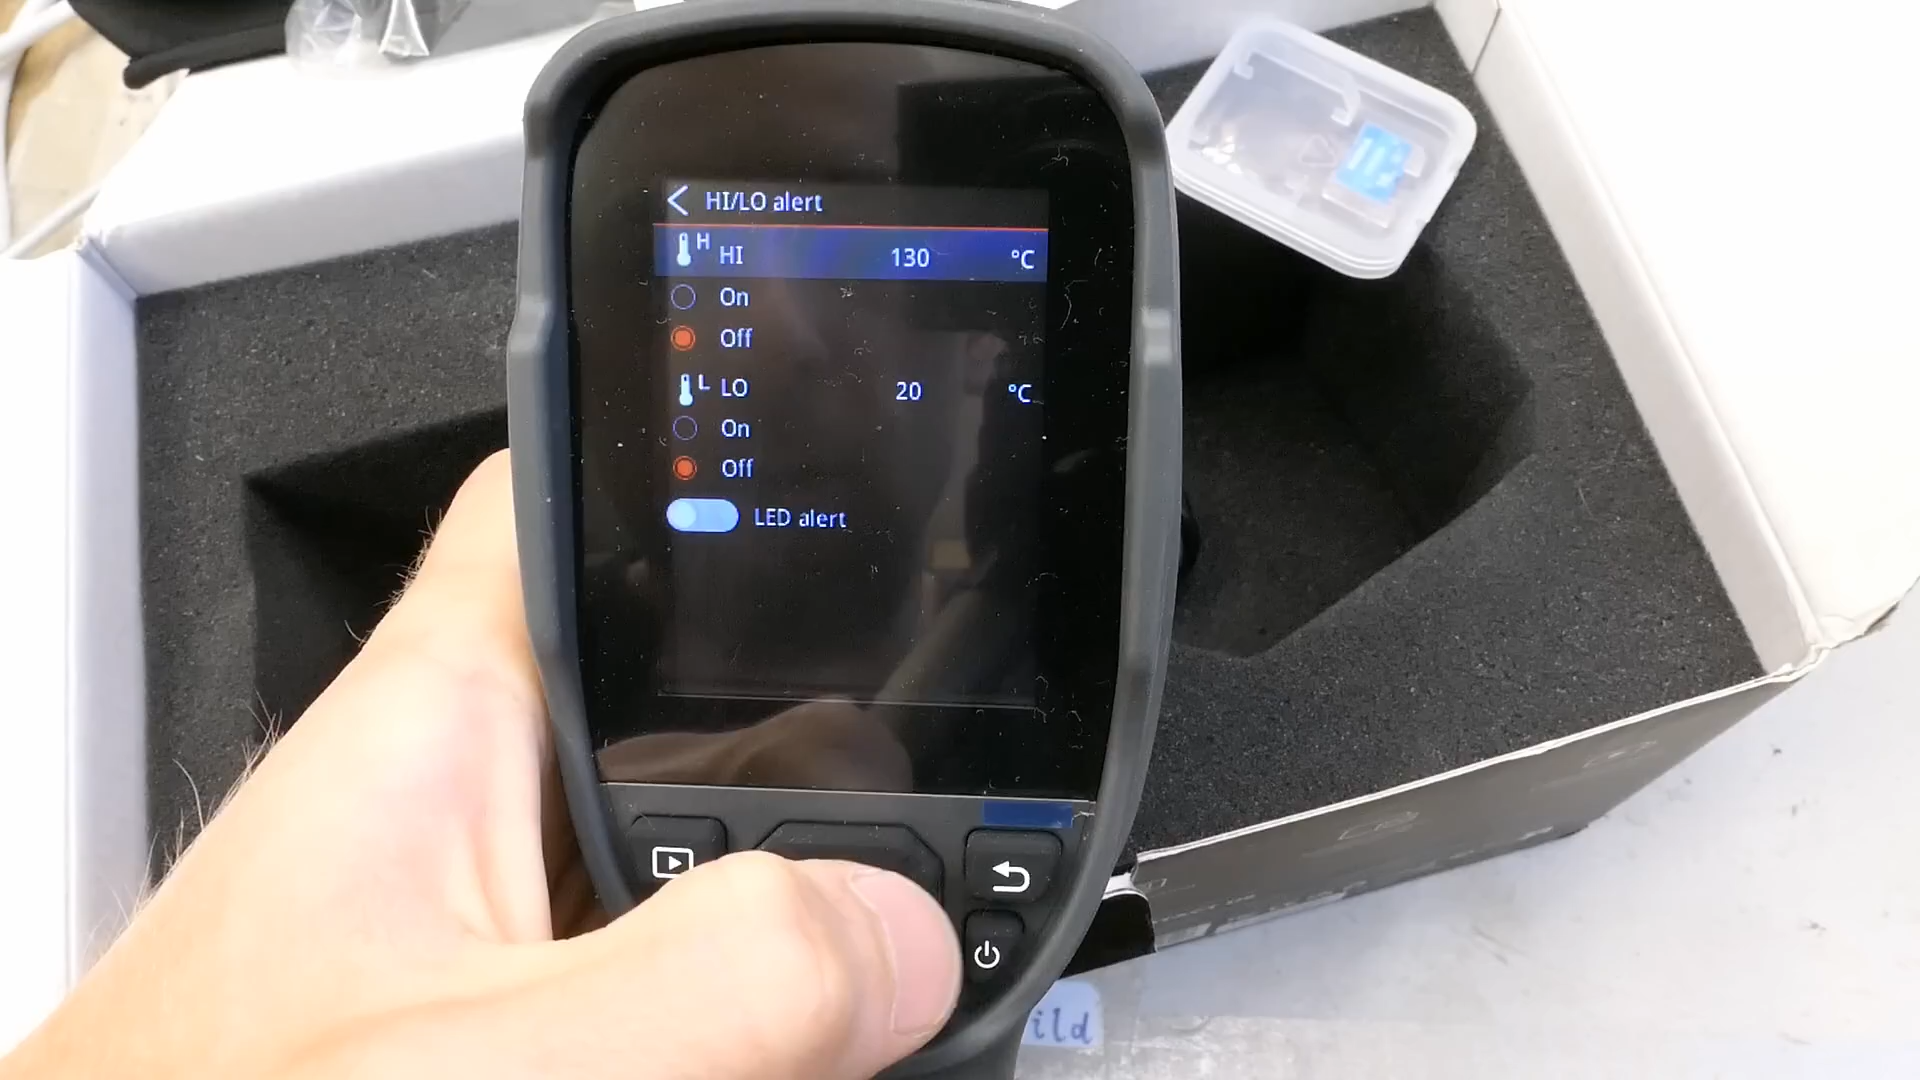 HI/LO alert
H HI 130 °C
On
Off
L LO 20 °C
On
Off
LED alert
ild